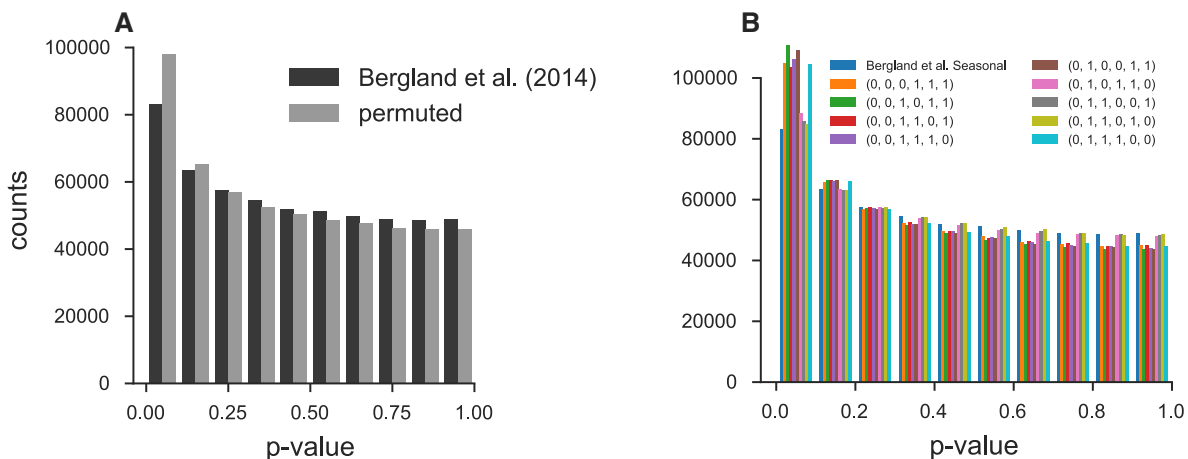 A
100000
80000
60000
40000
20000
0
counts
0.00
0.25
0.50
0.75
1.00
p-value
Bergland et al. (2014)
permuted
B
100000
80000
60000
40000
20000
0
0.0
0.2
0.4
0.6
0.8
1.0
p-value
Bergland et al. Seasonal
(0, 0, 0, 1, 1, 1)
(0, 0, 1, 0, 1, 1)
(0, 0, 1, 1, 0, 1)
(0, 0, 1, 1, 1, 0)
(0, 1, 0, 0, 1, 1)
(0, 1, 0, 1, 1, 0)
(0, 1, 1, 0, 0, 1)
(0, 1, 1, 0, 1, 0)
(0, 1, 1, 1, 0, 0)